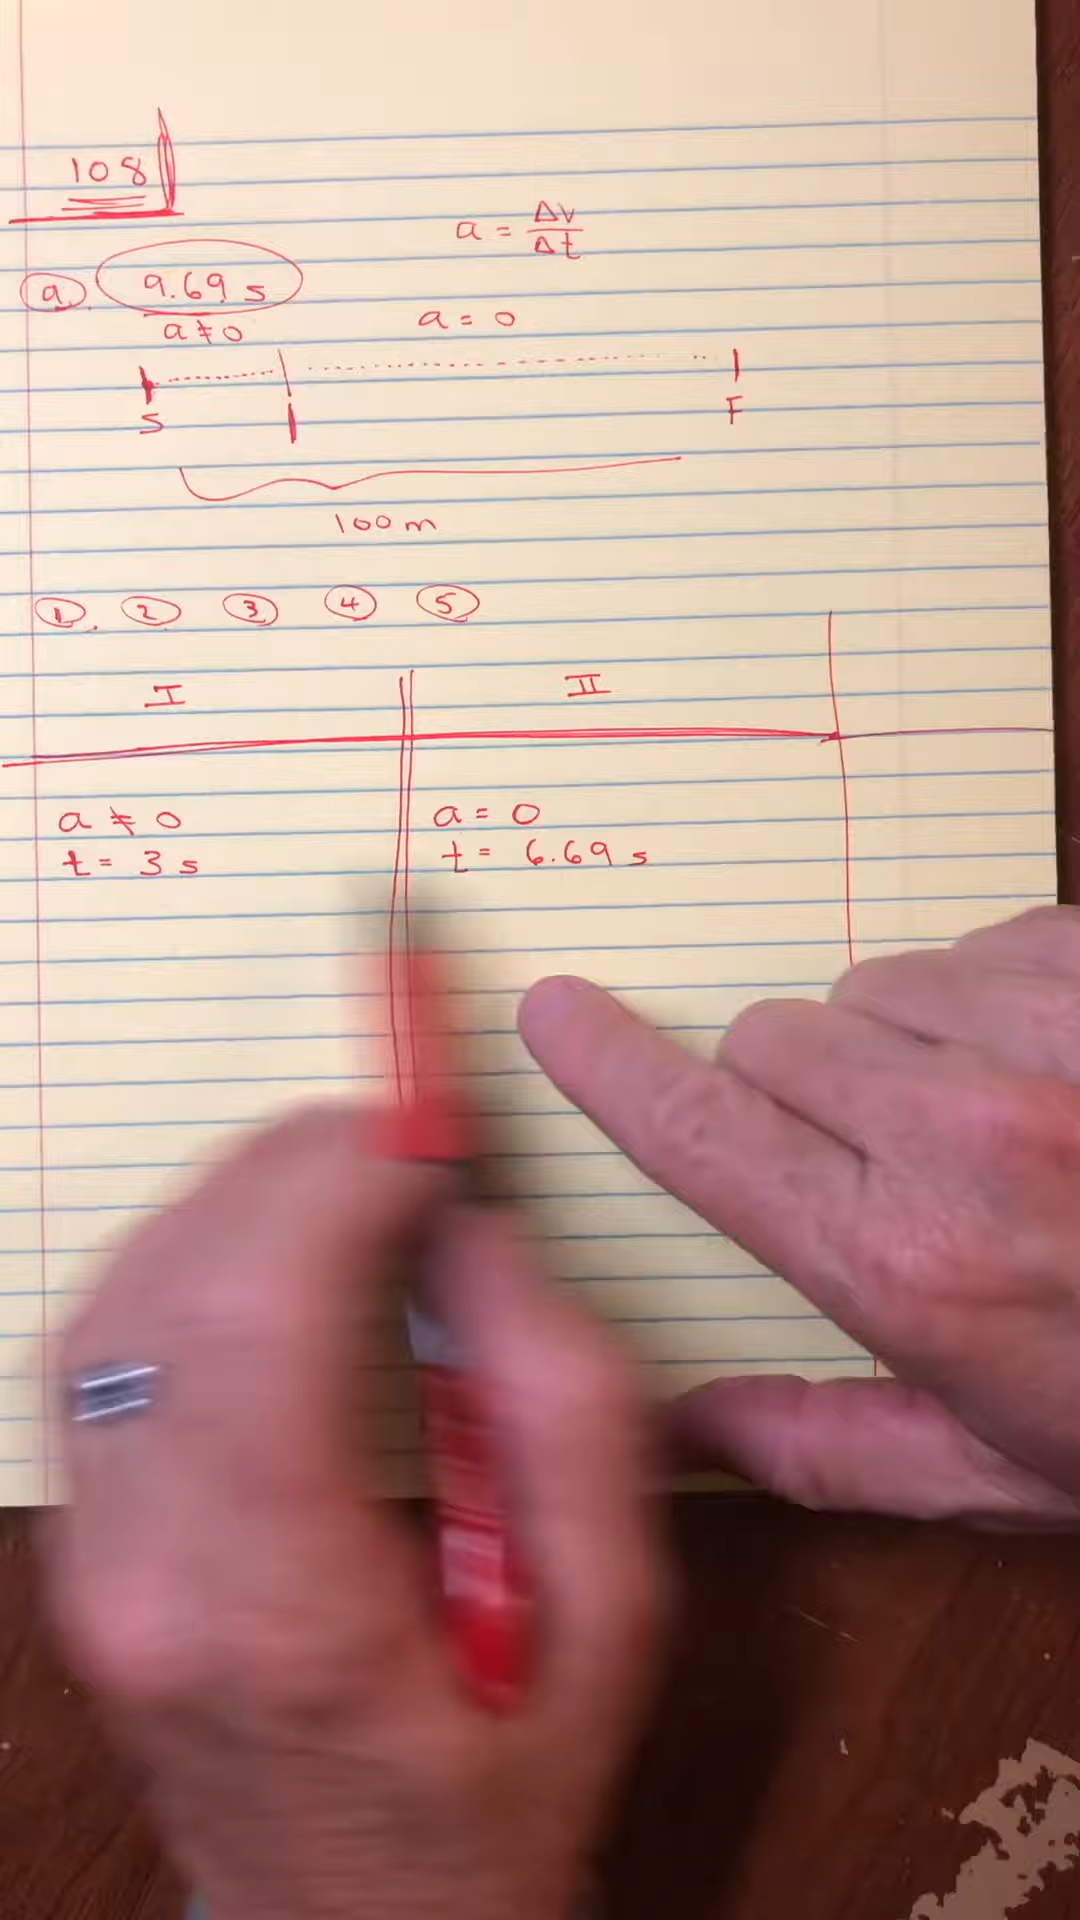 108
a = Δv/Δt
a. 9.69 s
a ≠ 0 a = 0
S F
100 m
1. 2 3 4 5
I II
a ≠ 0 a = 0
t = 3 s t = 6.69 s